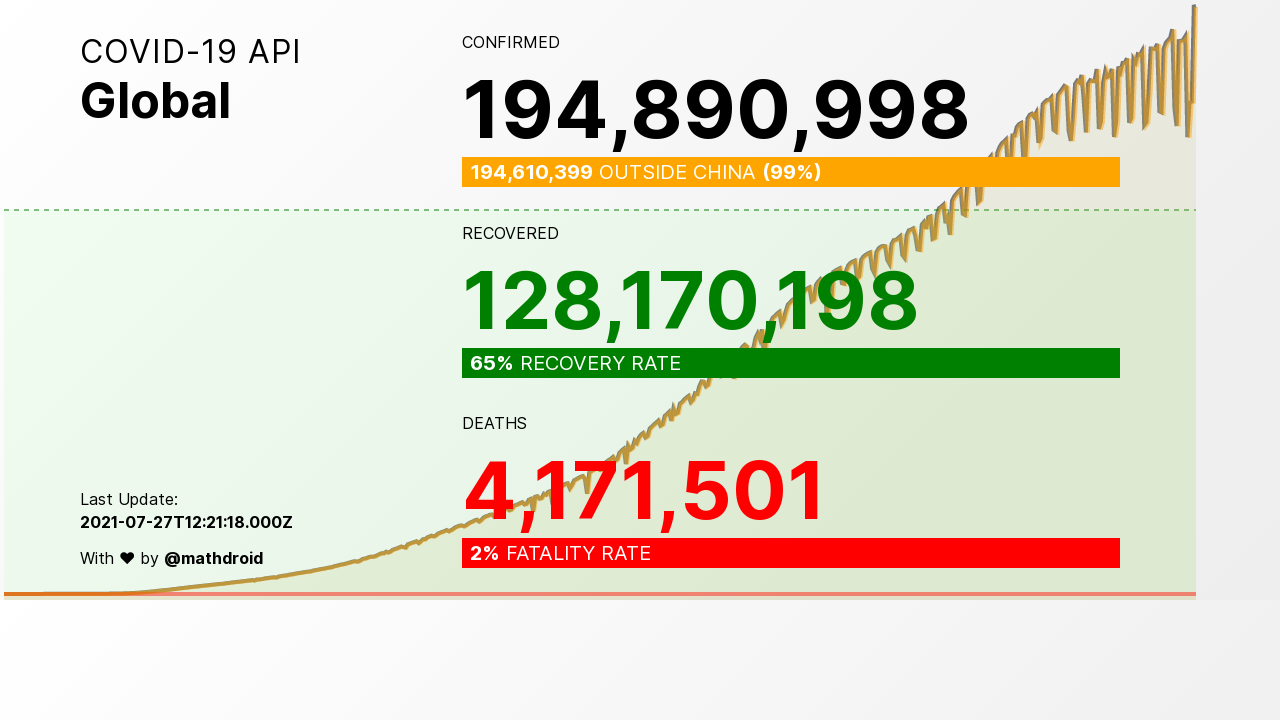 COVID-19 API
Global
CONFIRMED
194,890,998
194,610,399 OUTSIDE CHINA (99%)
RECOVERED
128,170,198
65% RECOVERY RATE
DEATHS
4,171,501
2% FATALITY RATE
Last Update:
2021-07-27T12:21:18.000Z
With ♥ by @mathdroid